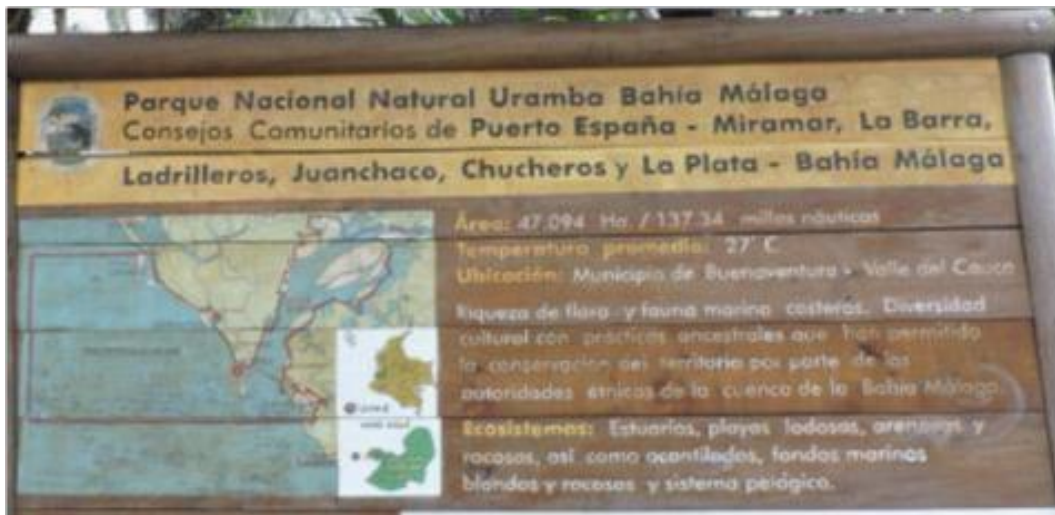 Parque Nacional Natural Uramba Bahía Málaga
Consejos Comunitarios de Puerto España - Miramar, La Barra,
Ladrilleros, Juanchaco, Chucheros y La Plata - Bahía Málaga
Área: 47.094 Ha. / 137.34 millas náuticas
Temperatura promedio: 27° C
Ubicación: Municipio de Buenaventura - Valle del Cauca
Riqueza de flora y fauna marino costeras. Diversidad
cultural con prácticas ancestrales que han permitido
la conservación del territorio por parte de las
autoridades étnicas de la cuenca de la Bahía Málaga.
Ecosistemas: Estuarios, playas lodosas, arenosas y
rocosas, así como acantilados, fondos marinos
blandos y rocosos y sistema pelágico.